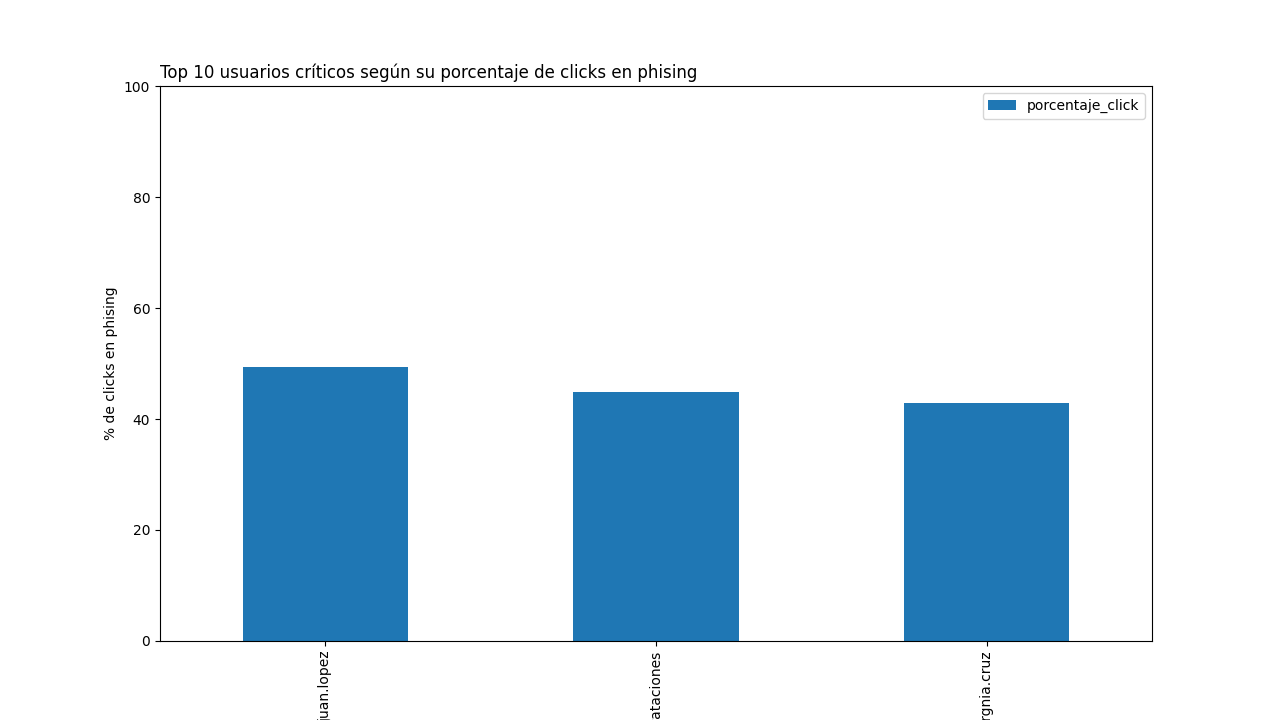 Top 10 usuarios críticos según su porcentaje de clicks en phising
porcentaje_click
% de clicks en phising
100
80
60
40
20
0
juan.lopez
ataciones
rgnia.cruz